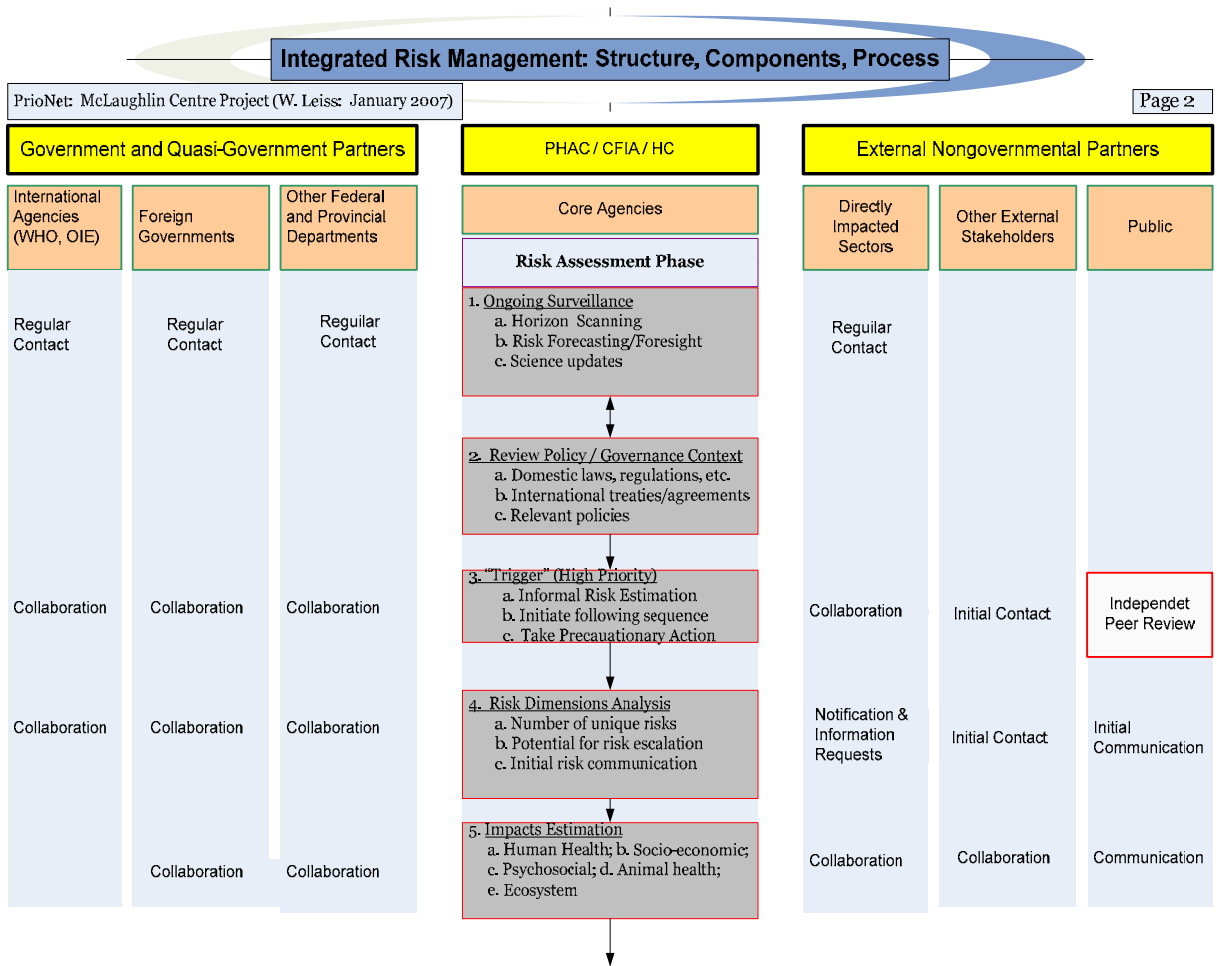 Integrated Risk Management: Structure, Components, Process
PrioNet: McLaughlin Centre Project (W. Leiss: January 2007)
Page 2
Government and Quasi-Government Partners
PHAC / CFIA / HC
External Nongovernmental Partners
International
Agencies
(WHO, OIE)
Foreign
Governments
Other Federal
and Provincial
Departments
Core Agencies
Directly
Impacted
Sectors
Other External
Stakeholders
Public
Risk Assessment Phase
Regular
Contact
Regular
Contact
Reguilar
Contact
1. Ongoing Surveillance
a. Horizon Scanning
b. Risk Forecasting/Foresight
c. Science updates
Reguilar
Contact
2. Review Policy / Governance Context
a. Domestic laws, regulations, etc.
b. International treaties/agreements
c. Relevant policies
Collaboration
Collaboration
Collaboration
3. "Trigger" (High Priority)
a. Informal Risk Estimation
b. Initiate following sequence
c. Take Precauationary Action
Collaboration
Initial Contact
Independet
Peer Review
Collaboration
Collaboration
Collaboration
4. Risk Dimensions Analysis
a. Number of unique risks
b. Potential for risk escalation
c. Initial risk communication
Notification &
Information
Requests
Initial Contact
Initial
Communication
Collaboration
Collaboration
5. Impacts Estimation
a. Human Health; b. Socio-economic;
c. Psychosocial; d. Animal health;
e. Ecosystem
Collaboration
Collaboration
Communication